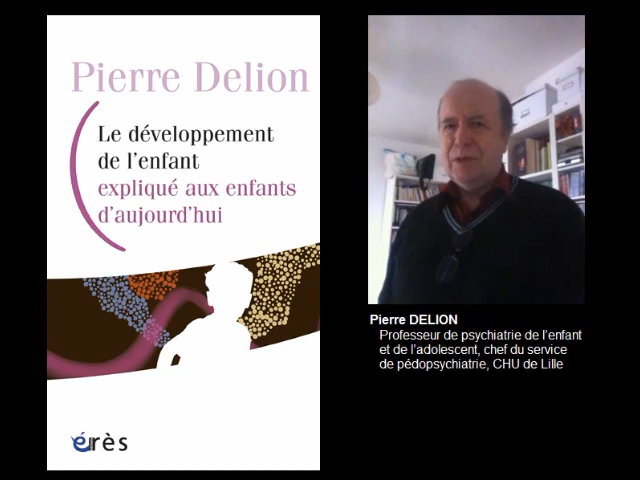 Pierre Delion
Le développement
de l'enfant
expliqué aux enfants
d'aujourd'hui
érès
Pierre DELION
Professeur de psychiatrie de l'enfant
et de l'adolescent, chef du service
de pédopsychiatrie, CHU de Lille